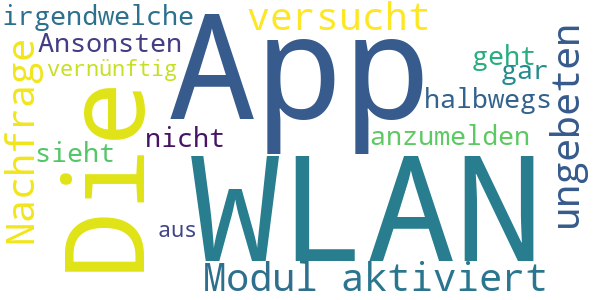 irgendwelche
versucht
App
Ansonsten
geht
vernünftig
gar
Nachfrage
Die
halbwegs
ungebeten
nicht
anzumelden
sieht
WLAN
aus
Modul aktiviert